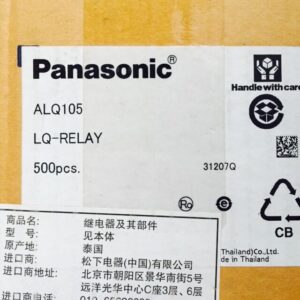 Panasonic®
Handle with care
ALQ105
LQ-RELAY
500pcs.
31207Q
Made in Thailand
CB
Thailand)Co.,Ltd.
de in Thailand
商品名: 继电器及其部件
型号: 见本体
原产地: 泰国
进口商: 松下电器(中国)有限公司
进口商地址: 北京市朝阳区景华南街5号
远洋光华中心C座3层、6层